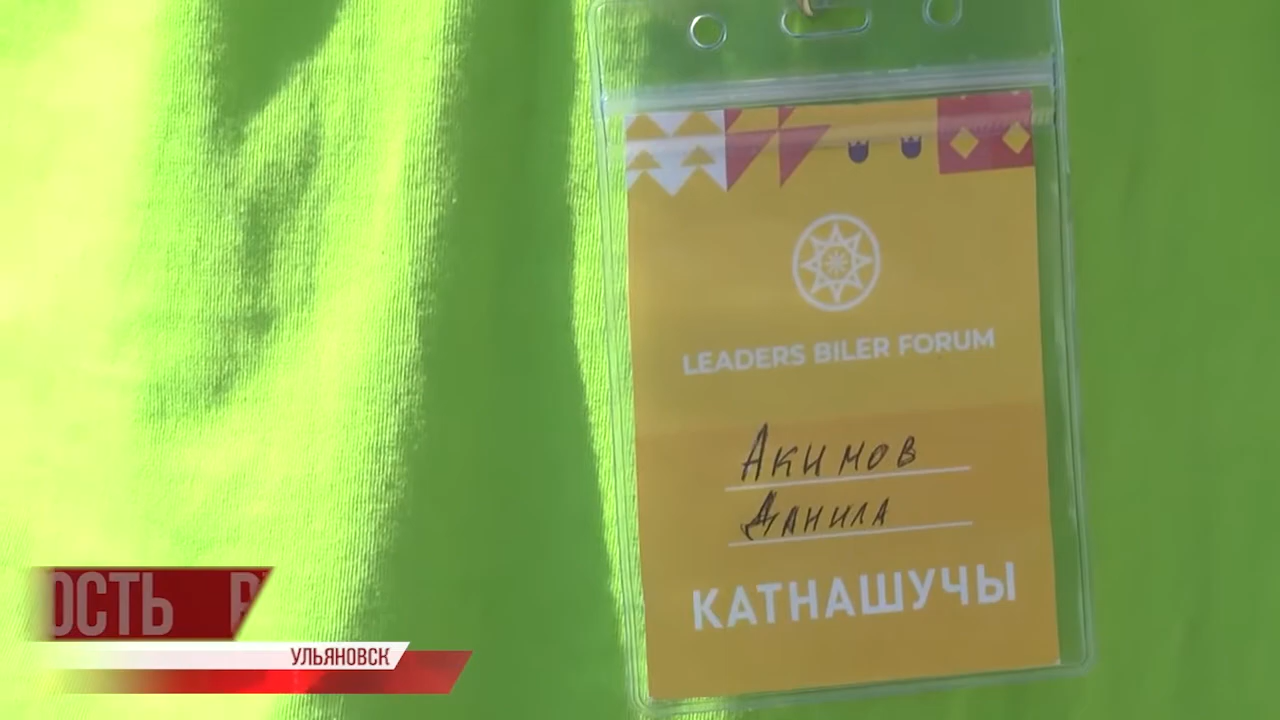 LEADERS BILER FORUM
Акимов
Данила
КАТНАШУЧЫ
ОСТЬ
УЛЬЯНОВСК